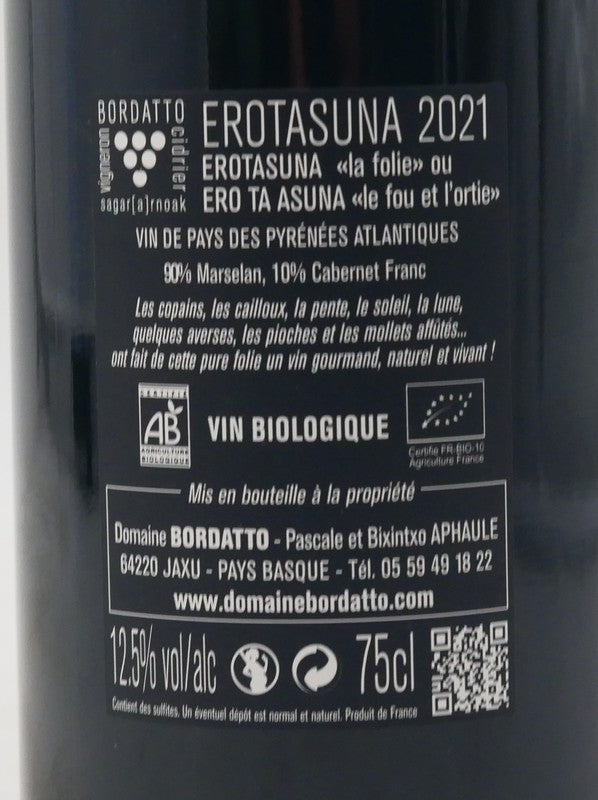 BORDATTO
vigneron
cidrier
sagar[a]rnoak
EROTASUNA 2021
EROTASUNA «la folie» ou
ERO TA ASUNA «le fou et l'ortie»
VIN DE PAYS DES PYRÉNÉES ATLANTIQUES
90% Marselan, 10% Cabernet Franc
Les copains, les cailloux, la pente, le soleil, la lune,
quelques averses, les pioches et les mollets affûtés...
ont fait de cette pure folie un vin gourmand, naturel et vivant !
CERTIFIÉ
AB
AGRICULTURE
BIOLOGIQUE
VIN BIOLOGIQUE
Certifié FR-BIO-10
Agriculture France
Mis en bouteille à la propriété
Domaine BORDATTO - Pascale et Bixintxo APHAULE
64220 JAXU - PAYS BASQUE - Tél. 05 59 49 18 22
www.domainebordatto.com
12.5% vol/alc
75cl
Contient des sulfites. Un éventuel dépôt est normal et naturel. Produit de France